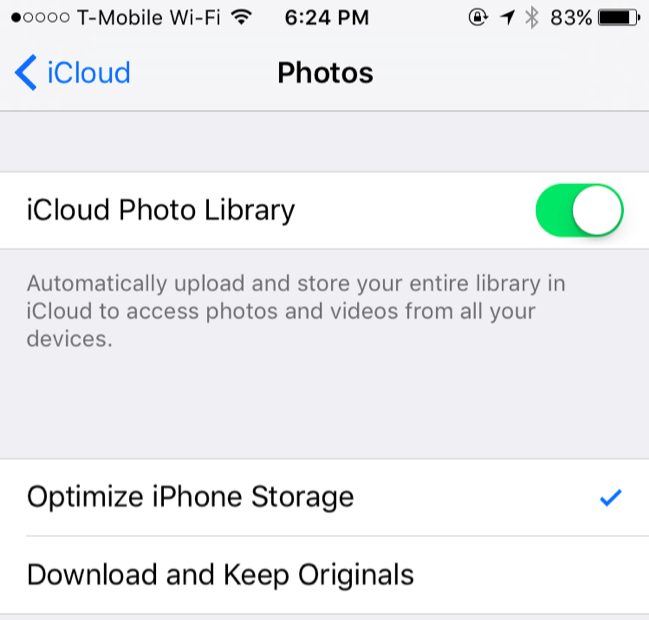 T-Mobile Wi-Fi 6:24 PM 83%
iCloud Photos
iCloud Photo Library
Automatically upload and store your entire library in
iCloud to access photos and videos from all your
devices.
Optimize iPhone Storage
Download and Keep Originals